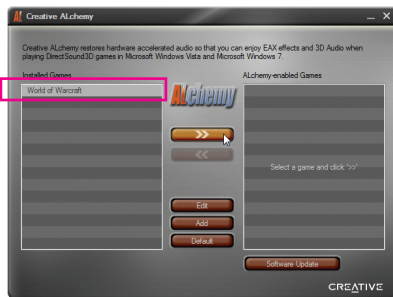 Creative ALchemy
Creative ALchemy restores hardware accelerated audio so that you can enjoy EAX effects and 3D Audio when
playing DirectSound3D games in Microsoft Windows Vista and Microsoft Windows 7.
Installed Games
ALchemy-enabled Games
World of Warcraft
ALchemy
>>
<<
Select a game and click '>>'
Edit
Add
Default
Software Update
CREATIVE